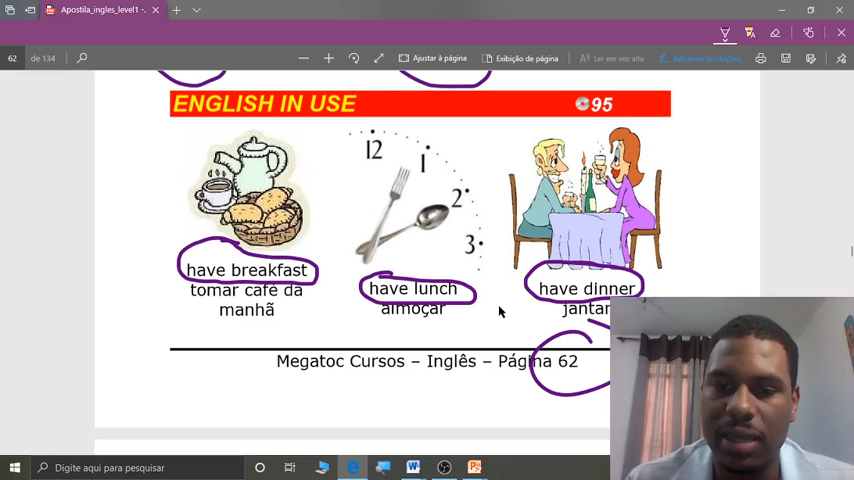 Apostila_ingles_level1 -.
62 de 134
Ajustar à página
Exibição de página
Ler em voz alta
Adicionar anotações
ENGLISH IN USE
95
12
1
2
3
have breakfast
tomar café da
manhã
have lunch
almoçar
have dinner
jantar
Megatoc Cursos – Inglês – Página 62
Digite aqui para pesquisar